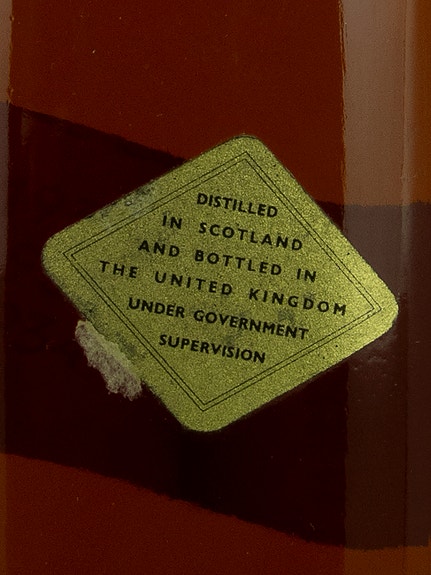 DISTILLED
IN SCOTLAND
AND BOTTLED IN
THE UNITED KINGDOM
UNDER GOVERNMENT
SUPERVISION